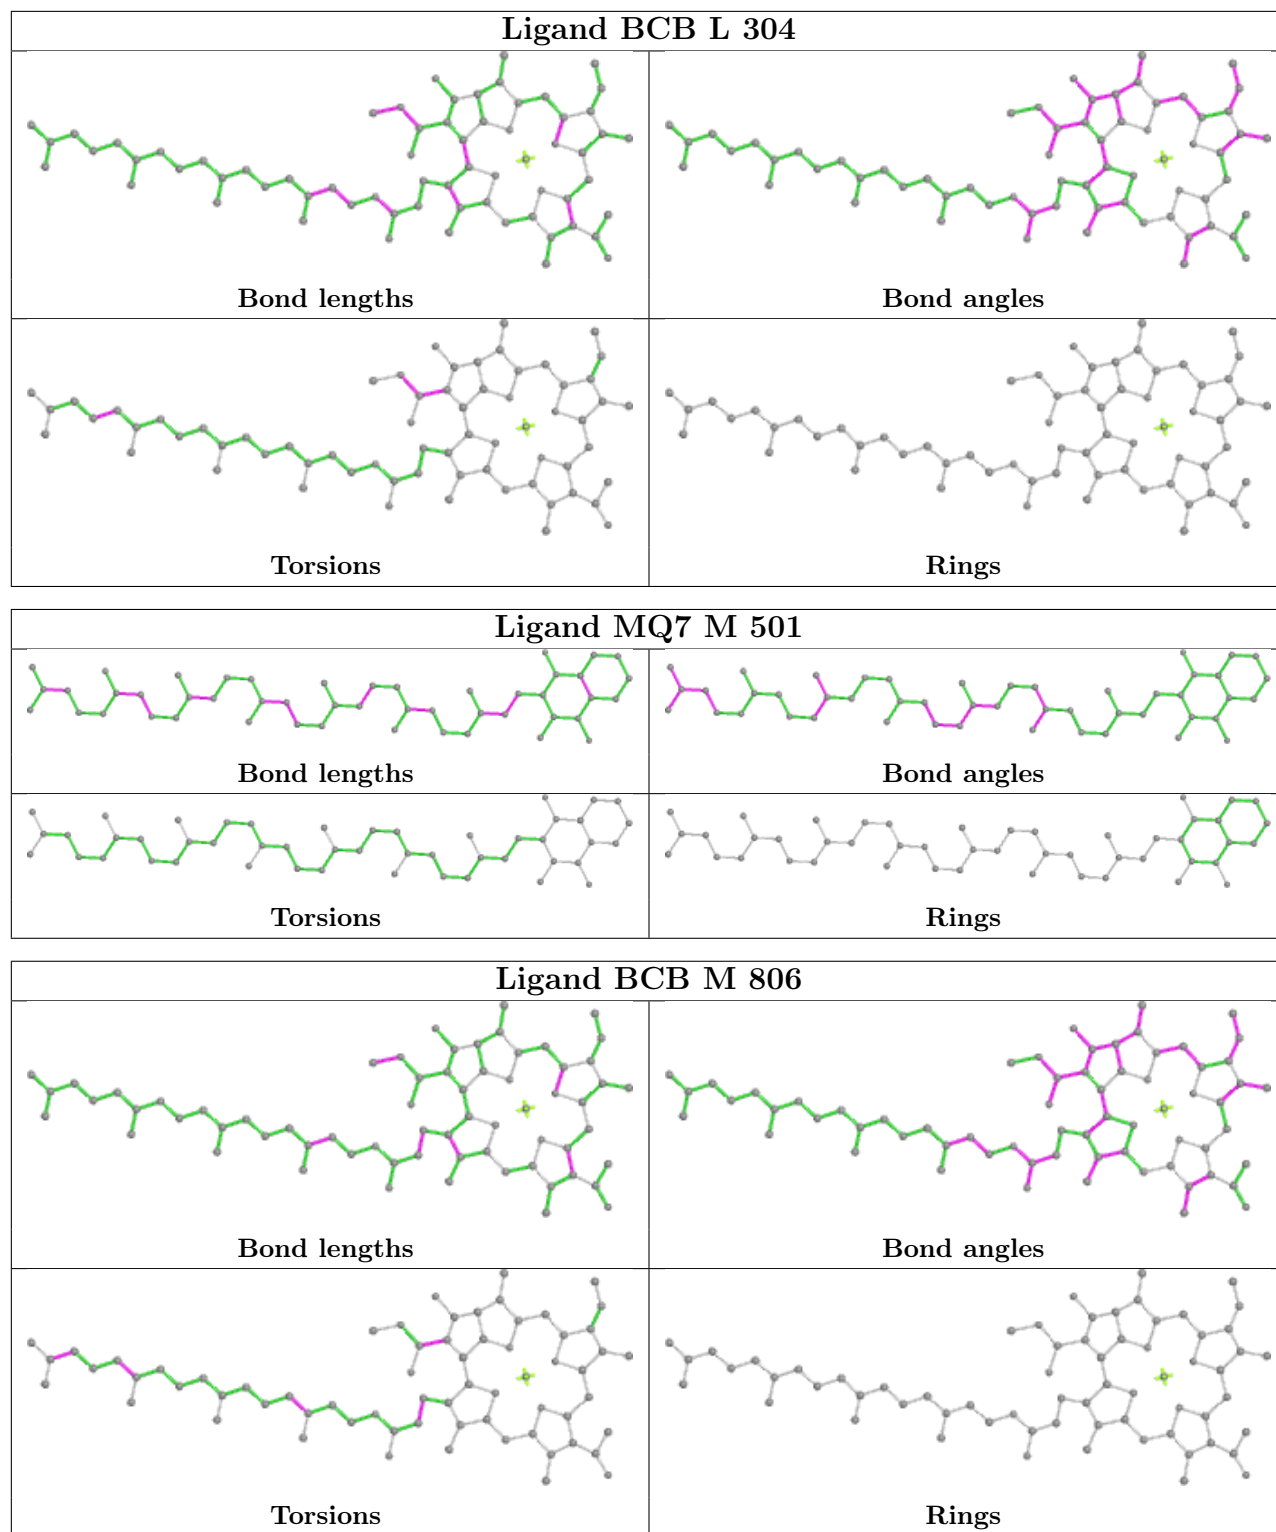 Ligand BCB L 304
Bond lengths
Bond angles
Torsions
Rings
Ligand MQ7 M 501
Bond lengths
Bond angles
Torsions
Rings
Ligand BCB M 806
Bond lengths
Bond angles
Torsions
Rings